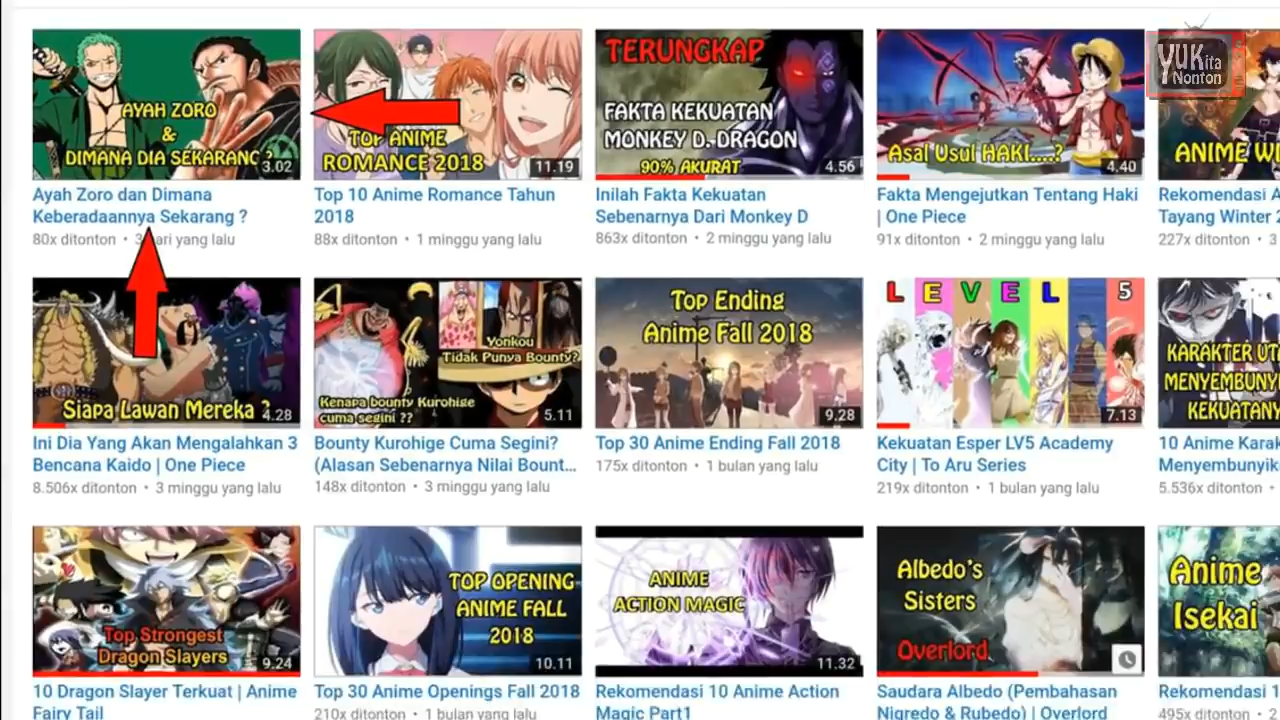 YUKita
Nonton
AYAH ZORO
&
DIMANA DIA SEKARANG ?
3.02
Ayah Zoro dan Dimana
Keberadaannya Sekarang ?
80x ditonton • 3 hari yang lalu
TOP ANIME
ROMANCE 2018
11.19
Top 10 Anime Romance Tahun
2018
88x ditonton • 1 minggu yang lalu
TERUNGKAP
FAKTA KEKUATAN
MONKEY D. DRAGON
90% AKURAT
4.56
Inilah Fakta Kekuatan
Sebenarnya Dari Monkey D
863x ditonton • 2 minggu yang lalu
Asal Usul HAKI....?
4.40
Fakta Mengejutkan Tentang Haki
| One Piece
91x ditonton • 2 minggu yang lalu
ANIME WI
Rekomendasi A
Tayang Winter 2
227x ditonton • 3
Siapa Lawan Mereka ?
4.28
Ini Dia Yang Akan Mengalahkan 3
Bencana Kaido | One Piece
8.506x ditonton • 3 minggu yang lalu
Yonkou
Tidak Punya Bounty?
Kenapa bounty Kurohige
cuma segini ??
5.11
Bounty Kurohige Cuma Segini?
(Alasan Sebenarnya Nilai Bount...
148x ditonton • 3 minggu yang lalu
Top Ending
Anime Fall 2018
9.28
Top 30 Anime Ending Fall 2018
175x ditonton • 1 bulan yang lalu
LEVEL 5
7.13
Kekuatan Esper LV5 Academy
City | To Aru Series
219x ditonton • 1 bulan yang lalu
KARAKTER UT
MENYEMBUNY
KEKUATANY
10 Anime Karak
Menyembunyik
5.536x ditonton •
Top Strongest
Dragon Slayers
9.24
10 Dragon Slayer Terkuat | Anime
Fairy Tail
TOP OPENING
ANIME FALL
2018
10.11
Top 30 Anime Openings Fall 2018
210x ditonton • 1 bulan yang lalu
ANIME
ACTION MAGIC
11.32
Rekomendasi 10 Anime Action
Magic Part1
Albedo's
Sisters
Overlord
Saudara Albedo (Pembahasan
Nigredo & Rubedo) | Overlord
Anime
Isekai
Rekomendasi 1
495x ditonton • 2